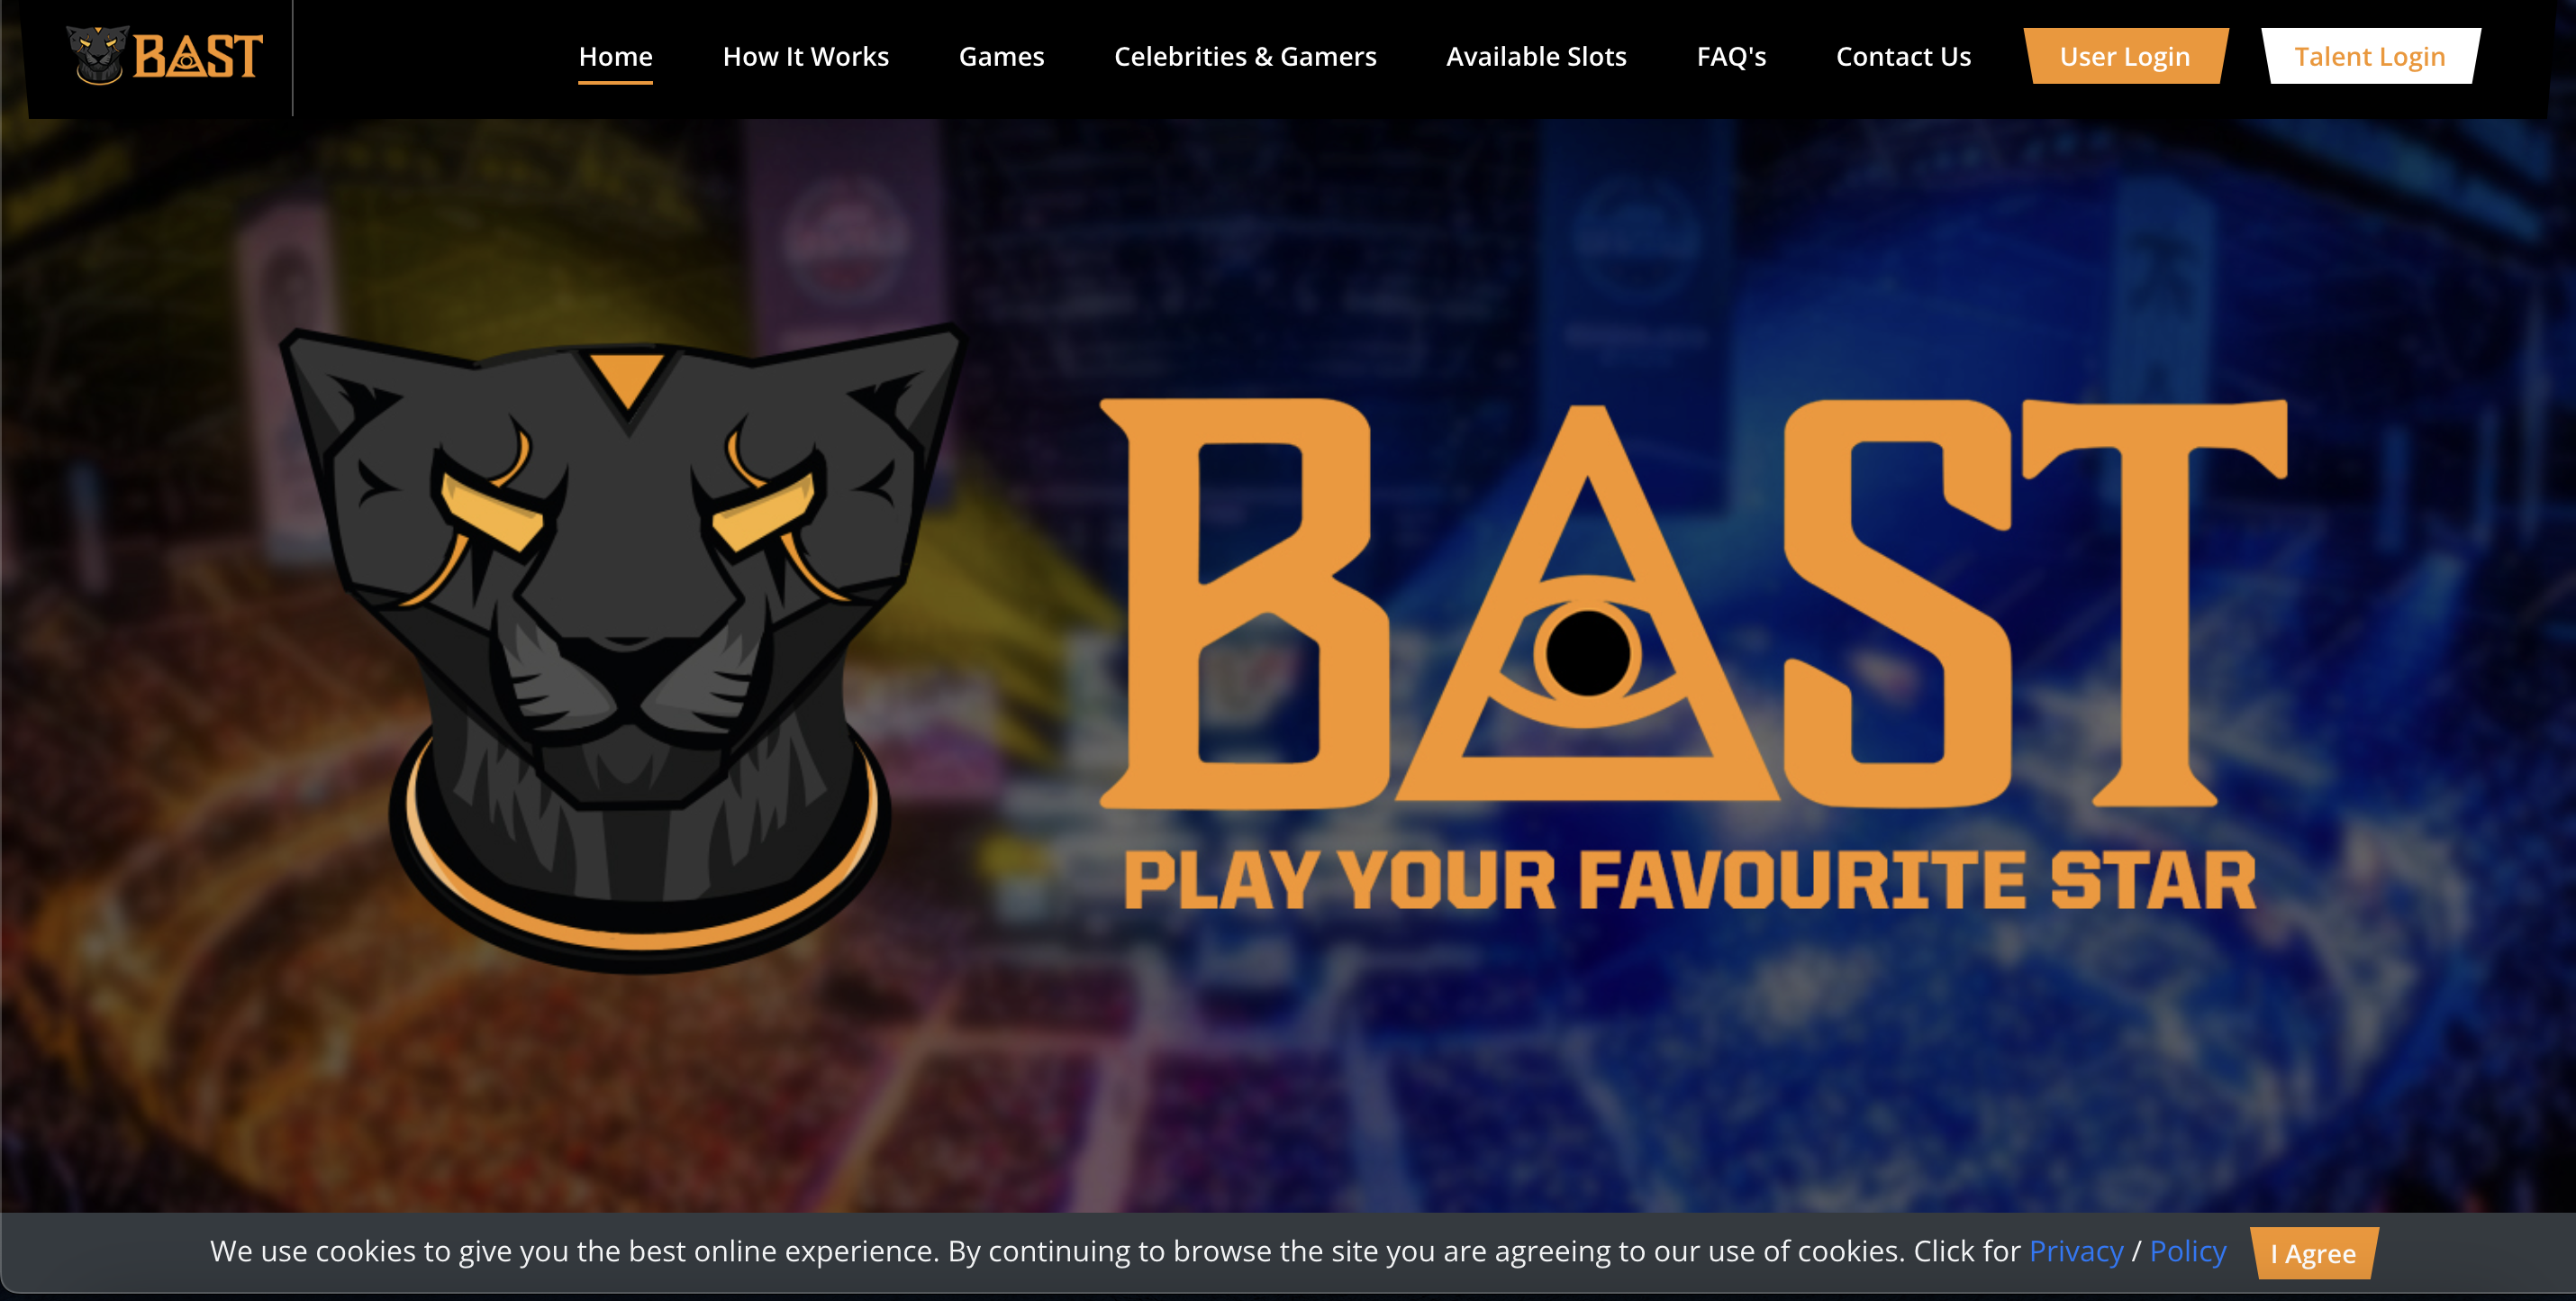 BAST
Home
How It Works
Games
Celebrities & Gamers
Available Slots
FAQ's
Contact Us
User Login
Talent Login
BAST
PLAY YOUR FAVOURITE STAR
We use cookies to give you the best online experience. By continuing to browse the site you are agreeing to our use of cookies. Click for Privacy / Policy
I Agree